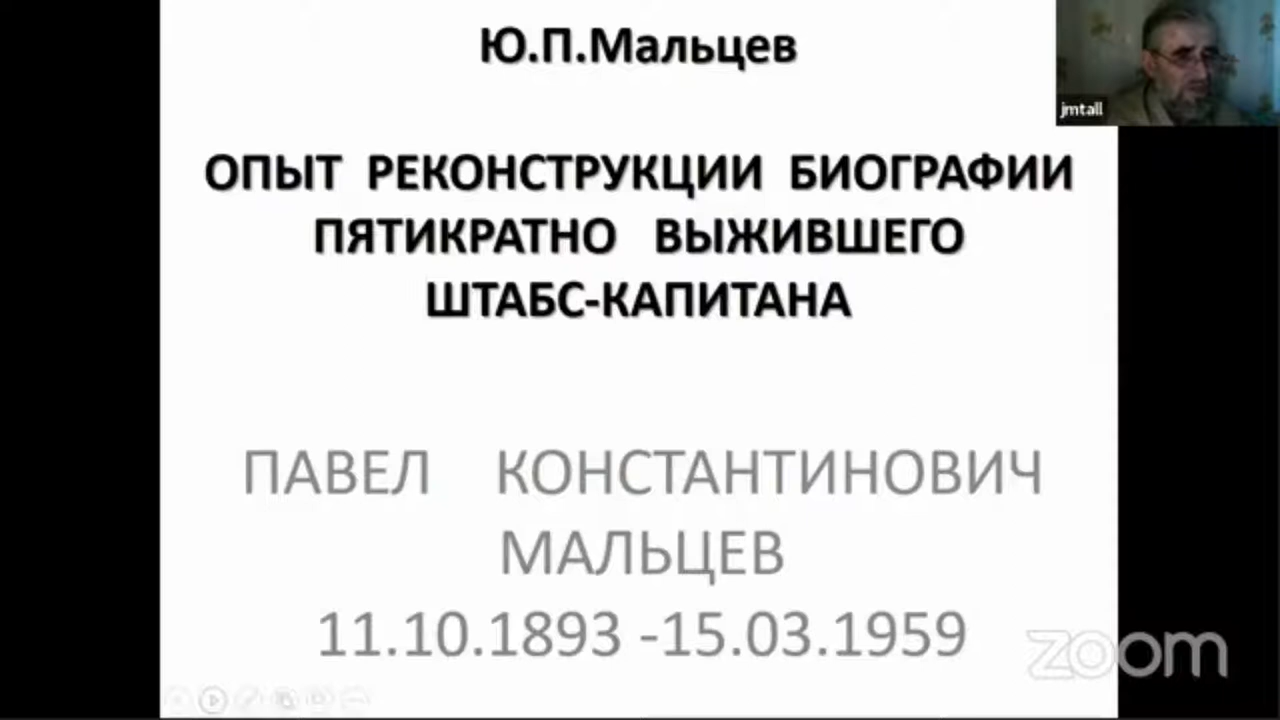 Ю.П.Мальцев
jmtall
ОПЫТ РЕКОНСТРУКЦИИ БИОГРАФИИ
ПЯТИКРАТНО ВЫЖИВШЕГО
ШТАБС-КАПИТАНА
ПАВЕЛ КОНСТАНТИНОВИЧ
МАЛЬЦЕВ
11.10.1893 -15.03.1959
zoom